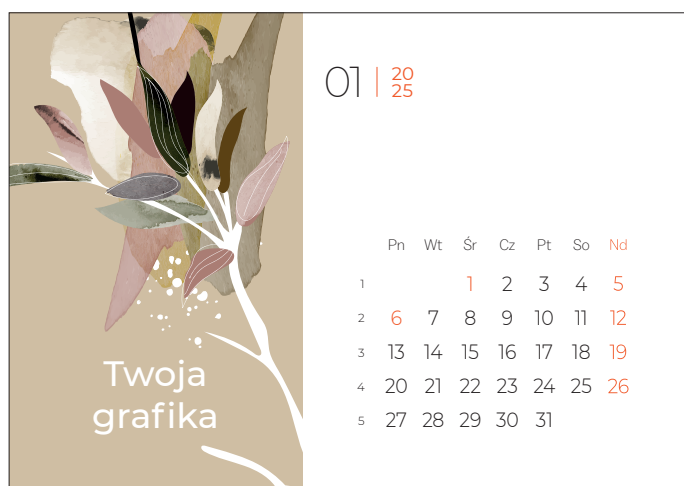 Twoja
grafika
01 | 20
25
Pn Wt Śr Cz Pt So Nd
1 1 2 3 4 5
2 6 7 8 9 10 11 12
3 13 14 15 16 17 18 19
4 20 21 22 23 24 25 26
5 27 28 29 30 31